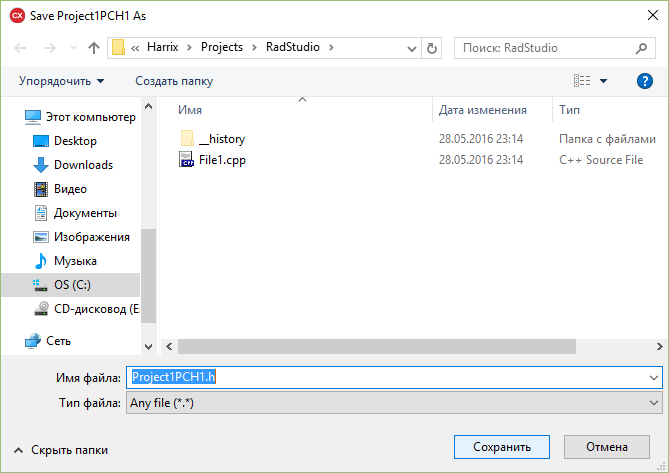 CX Save Project1PCH1 As
« Harrix › Projects › RadStudio ›
Поиск: RadStudio
Упорядочить Создать папку
Этот компьютер
Desktop
Downloads
Видео
Документы
Изображения
Музыка
OS (C:)
CD-дисковод (E
Сеть
Имя Дата изменения Тип
__history 28.05.2016 23:14 Папка с файлами
File1.cpp 28.05.2016 23:14 C++ Source File
Имя файла: Project1PCH1.h
Тип файла: Any file (*.*)
Скрыть папки
Сохранить Отмена